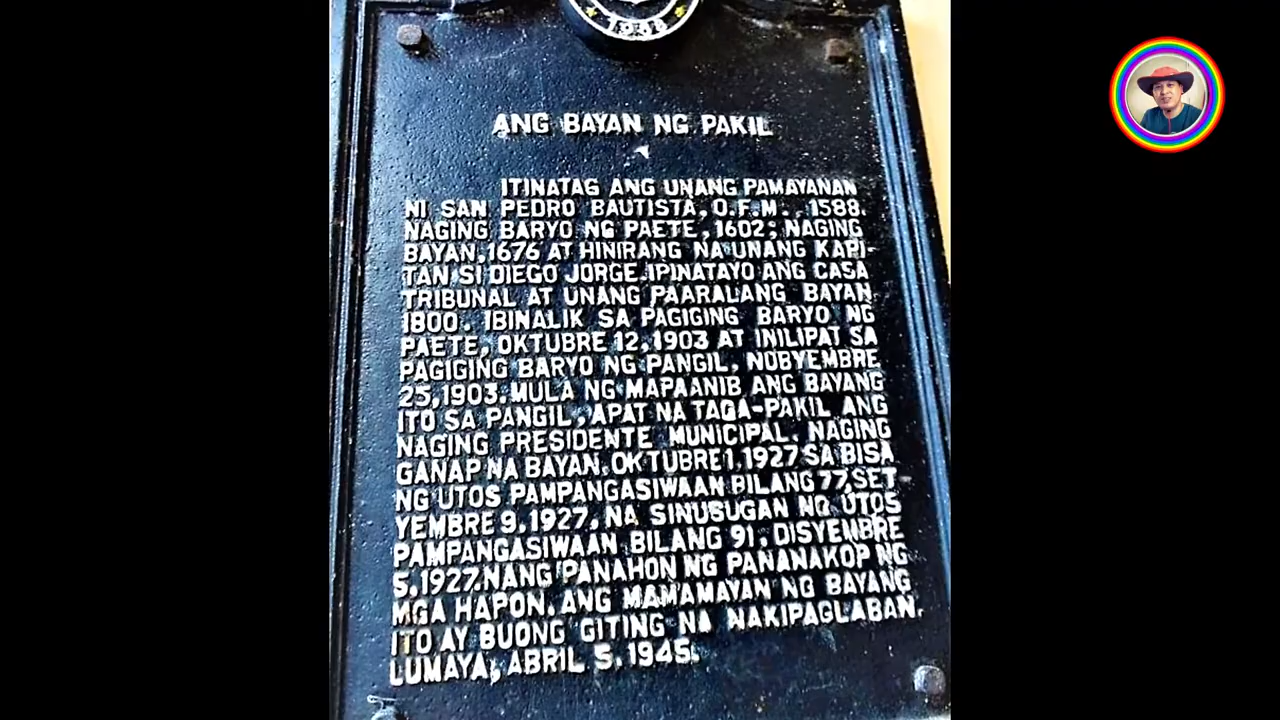 ANG BAYAN NG PAKIL
ITINATAG ANG UNANG PAMAYANAN
NI SAN PEDRO BAUTISTA, O.F.M., 1588.
NAGING BARYO NG PAETE, 1602; NAGING
BAYAN, 1676 AT HINIRANG NA UNANG KAPI-
TAN SI DIEGO JORGE. IPINATAYO ANG CASA
TRIBUNAL AT UNANG PAARALANG BAYAN
1800. IBINALIK SA PAGIGING BARYO NG
PAETE, OKTUBRE 12, 1903 AT INILIPAT SA
PAGIGING BARYO NG PANGIL, NOBYEMBRE
25, 1903. MULA NG MAPAANIB ANG BAYANG
ITO SA PANGIL, APAT NA TAGA-PAKIL ANG
NAGING PRESIDENTE MUNICIPAL. NAGING
GANAP NA BAYAN, OKTUBRE 1, 1927 SA BISA
NG UTOS PAMPANGASIWAAN BILANG 77, SET-
YEMBRE 9, 1927, NA SINUSUGAN NG UTOS
PAMPANGASIWAAN BILANG 91, DISYEMBRE
5, 1927. NANG PANAHON NG PANANAKOP NG
MGA HAPON, ANG MAMAMAYAN NG BAYANG
ITO AY BUONG GITING NA NAKIPAGLABAN.
LUMAYA, ABRIL 5, 1945.